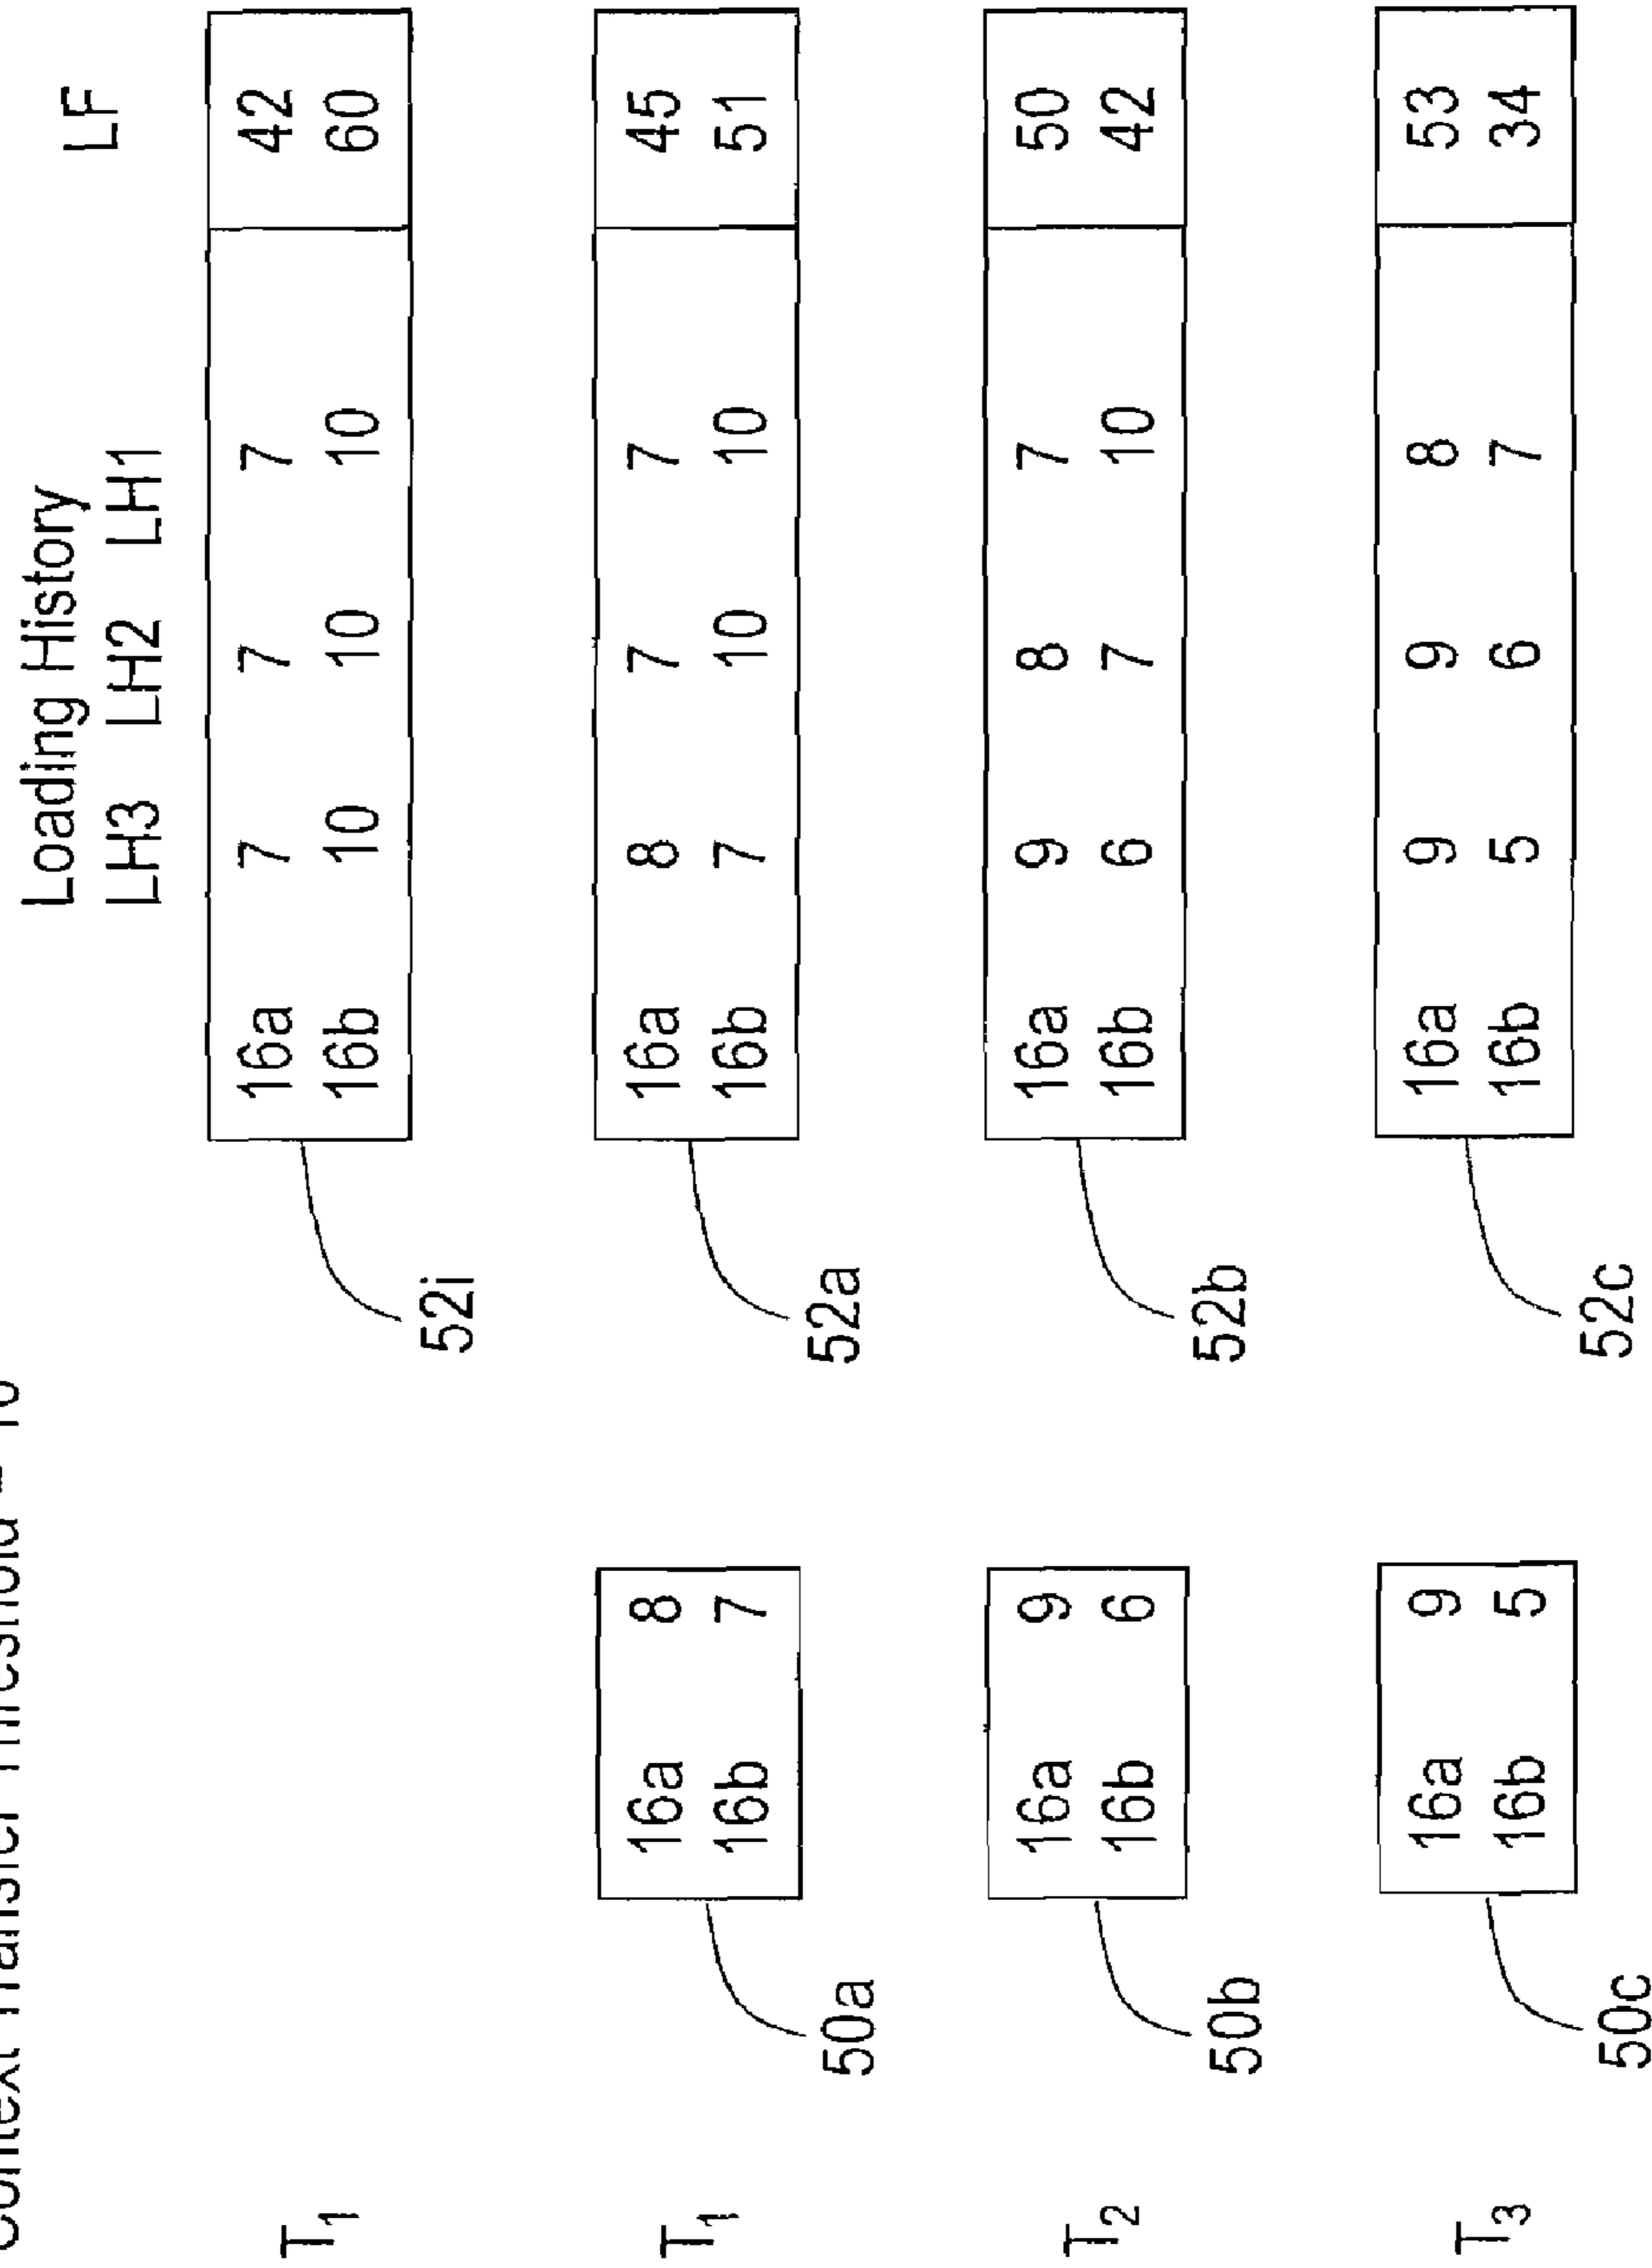 Context Transfer Threshold = 10
Loading History
LH3 LH2 LH1 LF
T1
16a 7 7 7 42
16b 10 10 10 60
52i
T1
16a 8
16b 7
50a
16a 8 7 7 45
16b 7 10 10 51
52a
T2
16a 9
16b 6
50b
16a 9 8 7 50
16b 6 7 10 42
52b
T3
16a 9
16b 5
50c
16a 9 9 8 53
16b 5 6 7 34
52c